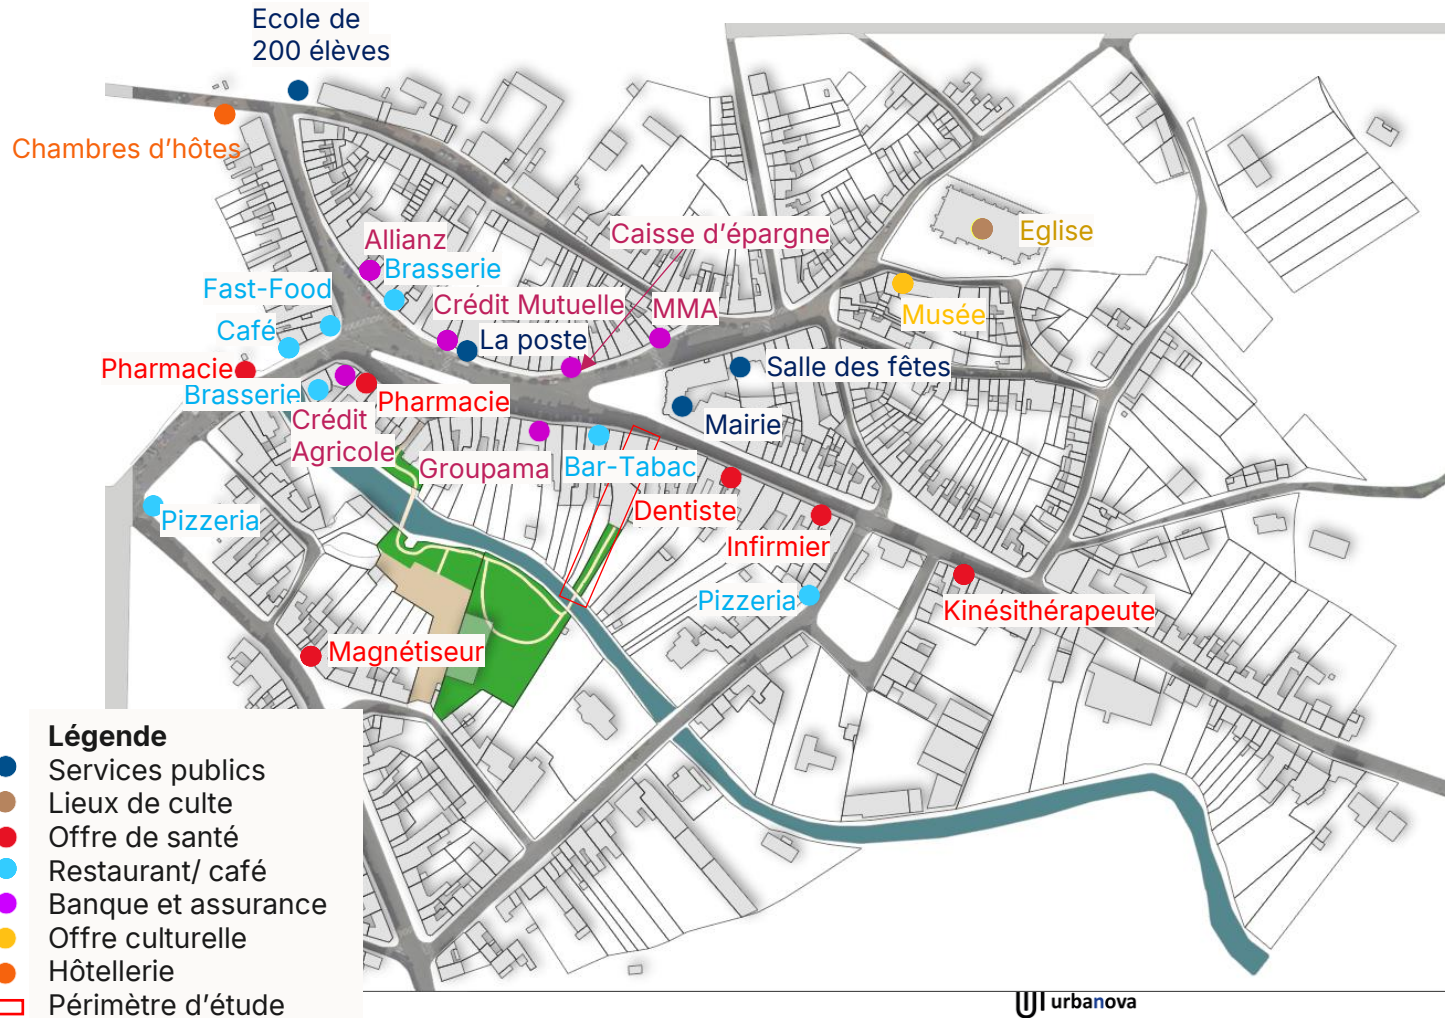 Ecole de
200 élèves
Chambres d’hôtes
Allianz
Caisse d’épargne
Eglise
Brasserie
Fast-Food
Crédit Mutuelle
MMA
Musée
Café
La poste
Pharmacie
Salle des fêtes
Brasserie
Pharmacie
Crédit
Agricole
Mairie
Groupama
Bar-Tabac
Pizzeria
Dentiste
Infirmier
Pizzeria
Kinésithérapeute
Magnétiseur
Légende
Services publics
Lieux de culte
Offre de santé
Restaurant/ café
Banque et assurance
Offre culturelle
Hôtellerie
Périmètre d’étude
urbanova